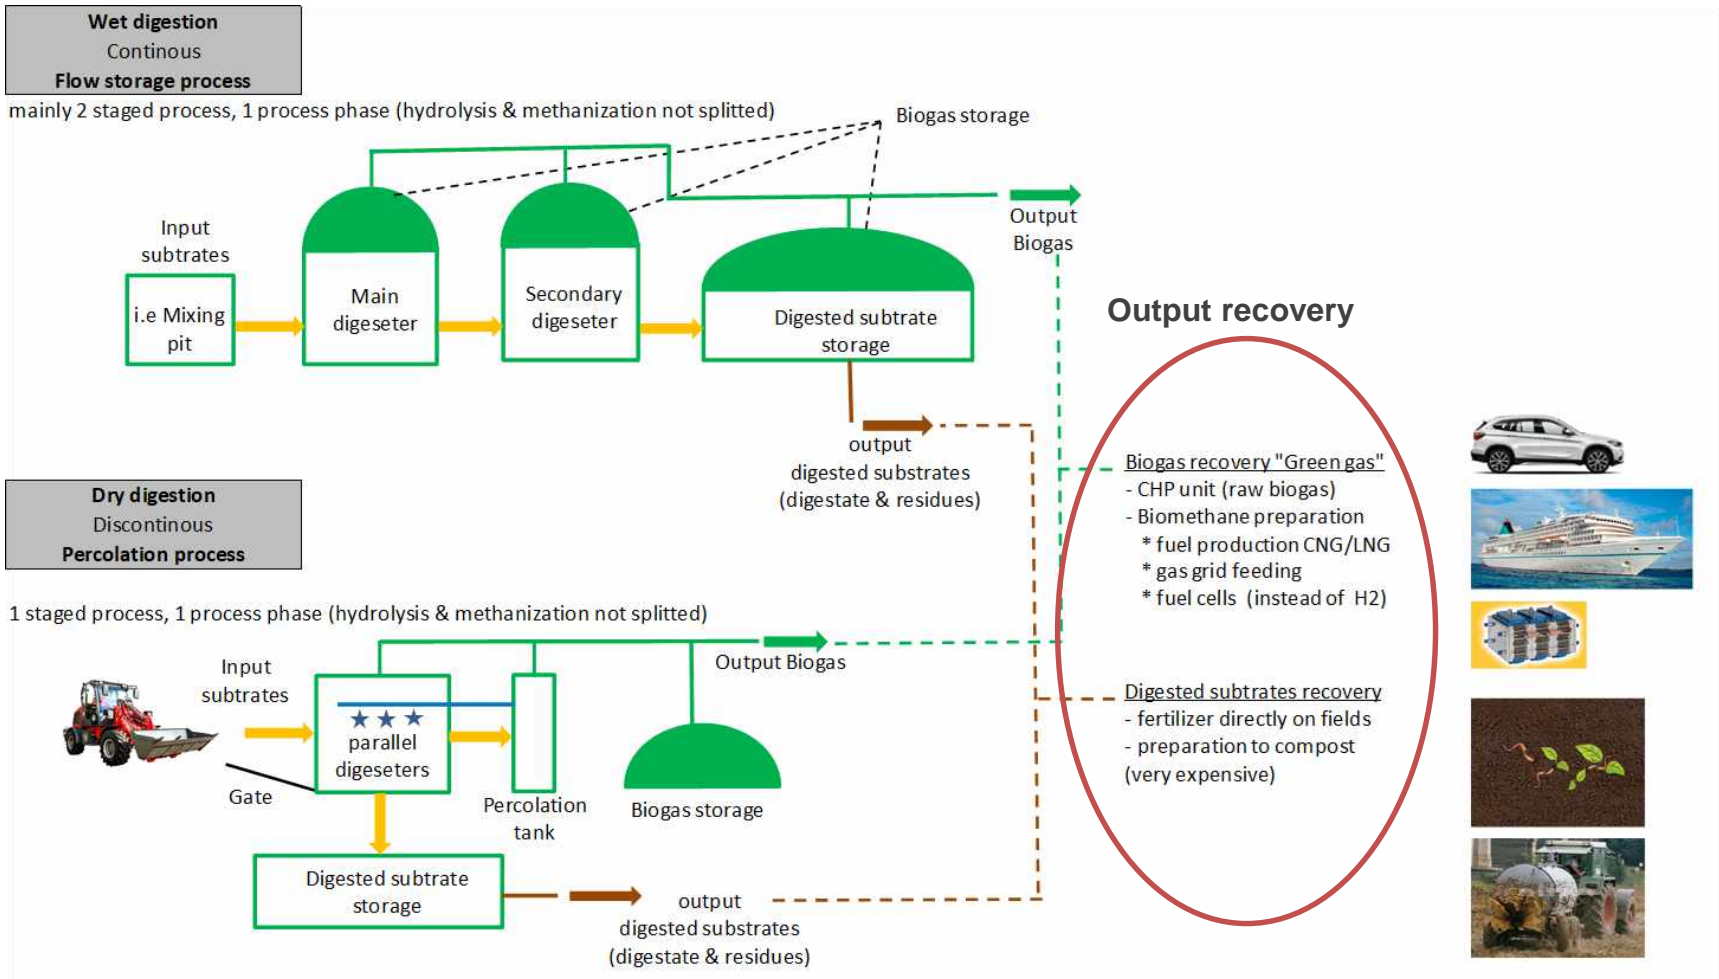 Wet digestion
Continous
Flow storage process
mainly 2 staged process, 1 process phase (hydrolysis & methanization not splitted)
Biogas storage
Input
subtrates
i.e Mixing
pit
Main
digeseter
Secondary
digeseter
Digested subtrate
storage
Output
Biogas
output
digested substrates
(digestate & residues)
Output recovery
Biogas recovery "Green gas"
- CHP unit (raw biogas)
- Biomethane preparation
* fuel production CNG/LNG
* gas grid feeding
* fuel cells (instead of H2)
Digested subtrates recovery
- fertilizer directly on fields
- preparation to compost
(very expensive)
Dry digestion
Discontinous
Percolation process
1 staged process, 1 process phase (hydrolysis & methanization not splitted)
Input
subtrates
Gate
parallel
digeseters
Percolation
tank
Output Biogas
Biogas storage
Digested subtrate
storage
output
digested substrates
(digestate & residues)